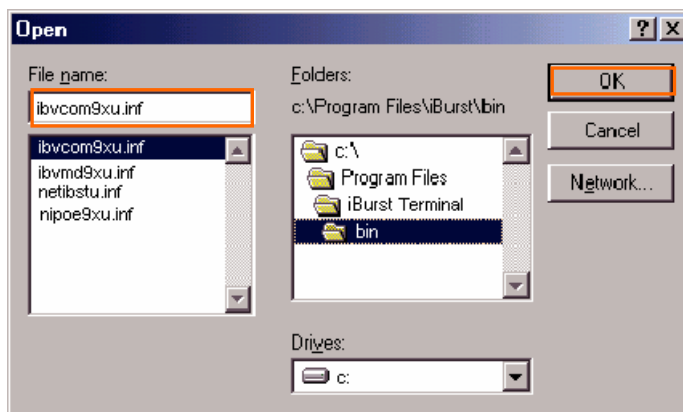 Open
File name:
ibvcom9xu.inf
ibvcom9xu.inf
ibvmd9xu.inf
netibstu.inf
nipoe9xu.inf
Folders:
c:\Program Files\iBurst\bin
c:\
Program Files
iBurst Terminal
bin
Drives:
c:
OK
Cancel
Network...